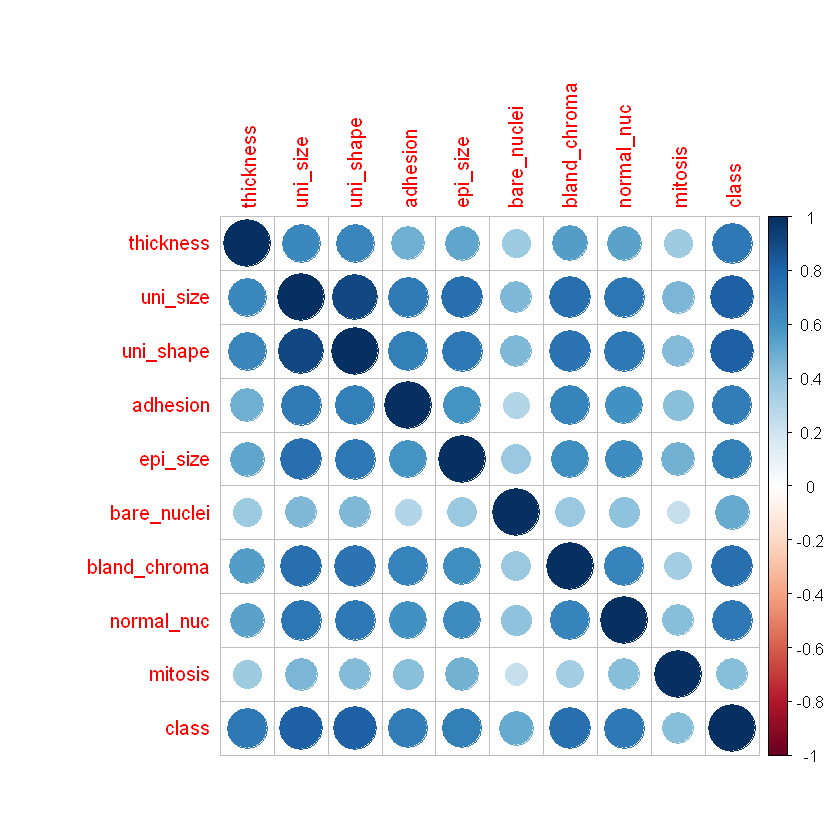 thickness
uni_size
uni_shape
adhesion
epi_size
bare_nuclei
bland_chroma
normal_nuc
mitosis
class
thickness
uni_size
uni_shape
adhesion
epi_size
bare_nuclei
bland_chroma
normal_nuc
mitosis
class
1
0.8
0.6
0.4
0.2
0
-0.2
-0.4
-0.6
-0.8
-1